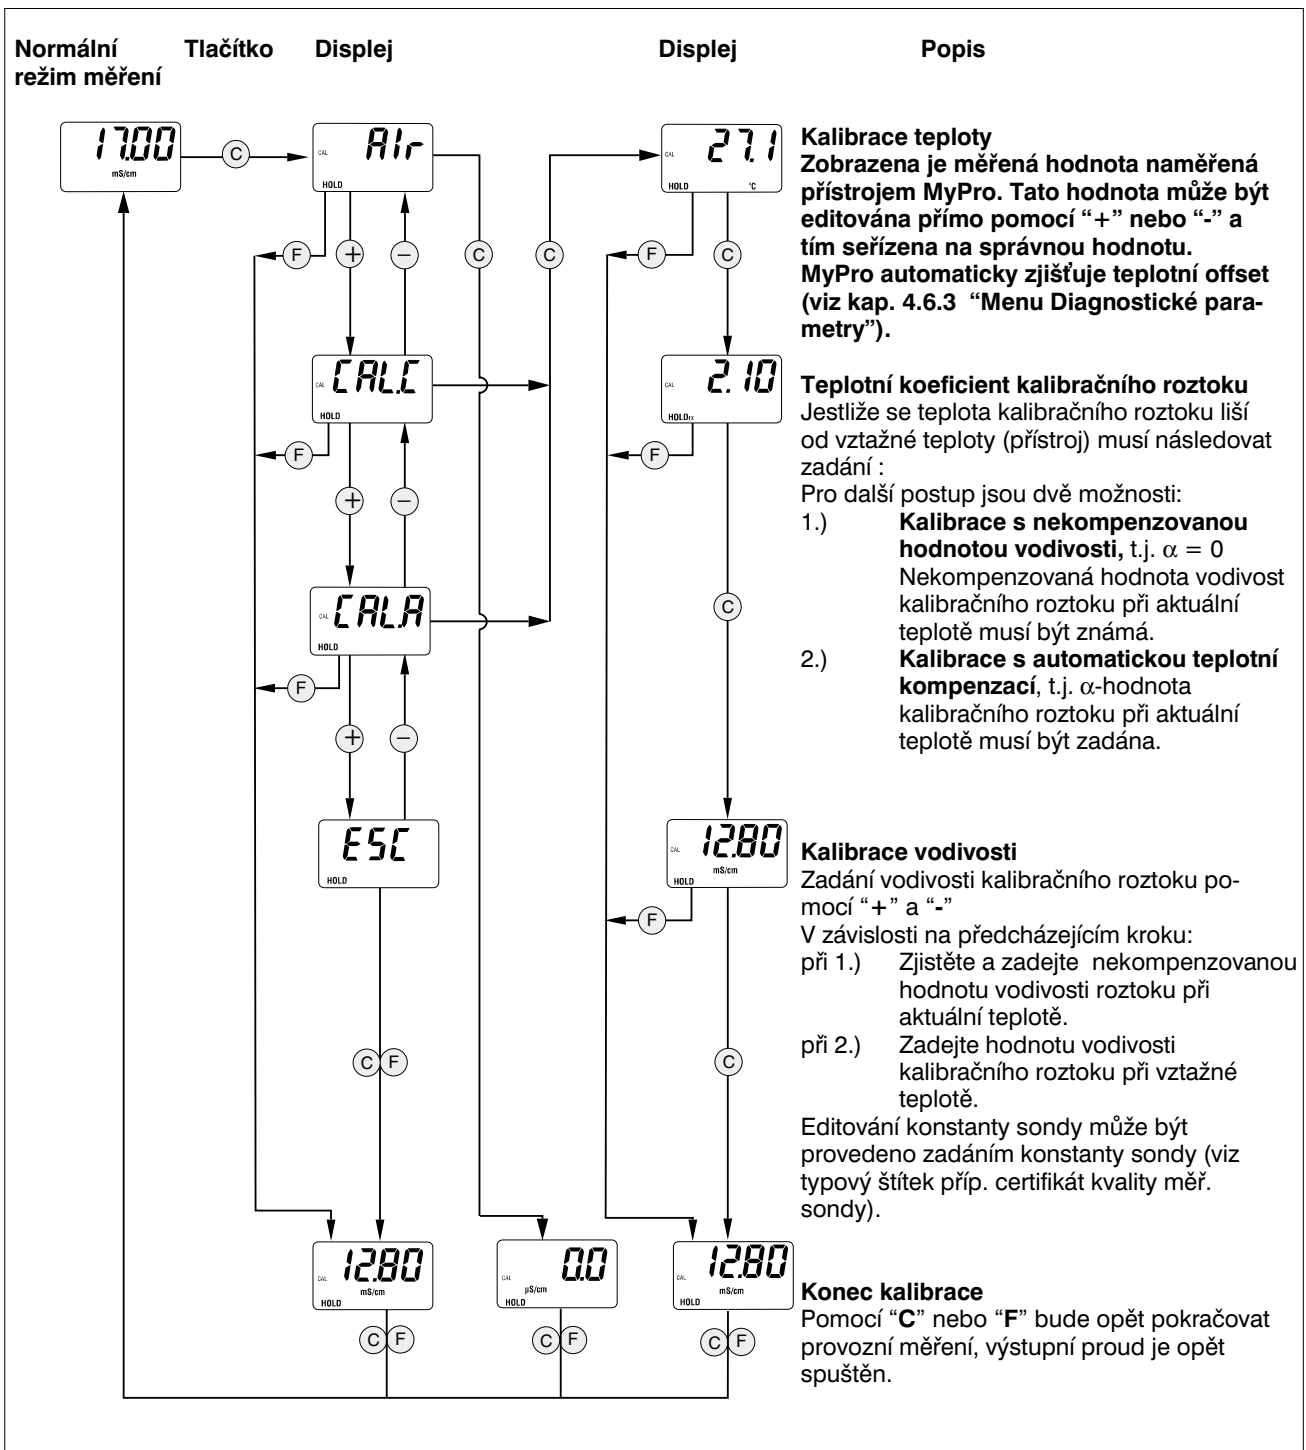 Normální Tlačítko Displej Displej Popis
režim měření
17.00
mS/cm
C
CAL
AIr
HOLD
CAL
27.1
HOLD °C
F
+
−
C
C
F
C
CAL
CAL.C
HOLD
CAL
2.10
HOLDα
F
F
+
−
CAL
CAL.A
HOLD
C
F
+
−
ESC
HOLD
CAL
12.80
mS/cm
HOLD
F
C F
C
CAL
12.80
mS/cm
HOLD
CAL
0.0
µS/cm
HOLD
CAL
12.80
mS/cm
HOLD
C F
C F
C F
Kalibrace teploty
Zobrazena je měřená hodnota naměřená
přístrojem MyPro. Tato hodnota může být
editována přímo pomocí “+” nebo “-” a
tím seřízena na správnou hodnotu.
MyPro automaticky zjišťuje teplotní offset
(viz kap. 4.6.3 “Menu Diagnostické para-
metry”).
Teplotní koeficient kalibračního roztoku
Jestliže se teplota kalibračního roztoku liší
od vztažné teploty (přístroj) musí následovat
zadání :
Pro další postup jsou dvě možnosti:
1.) Kalibrace s nekompenzovanou
hodnotou vodivosti, t.j. α = 0
Nekompenzovaná hodnota vodivost
kalibračního roztoku při aktuální
teplotě musí být známá.
2.) Kalibrace s automatickou teplotní
kompenzací, t.j. α-hodnota
kalibračního roztoku při aktuální
teplotě musí být zadána.
Kalibrace vodivosti
Zadání vodivosti kalibračního roztoku po-
mocí “+” a “-”
V závislosti na předcházejícím kroku:
při 1.) Zjistěte a zadejte nekompenzovanou
hodnotu vodivosti roztoku při
aktuální teplotě.
při 2.) Zadejte hodnotu vodivosti
kalibračního roztoku při vztažné
teplotě.
Editování konstanty sondy může být
provedeno zadáním konstanty sondy (viz
typový štítek příp. certifikát kvality měř.
sondy).
Konec kalibrace
Pomocí “C” nebo “F” bude opět pokračovat
provozní měření, výstupní proud je opět
spuštěn.